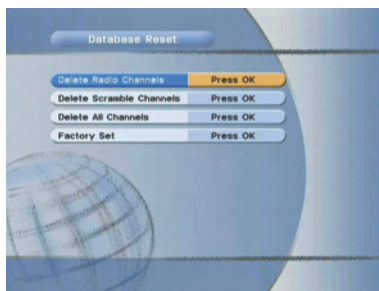 Database Reset
Delete Radio Channels Press OK
Delete Scramble Channels Press OK
Delete All Channels Press OK
Factory Set Press OK